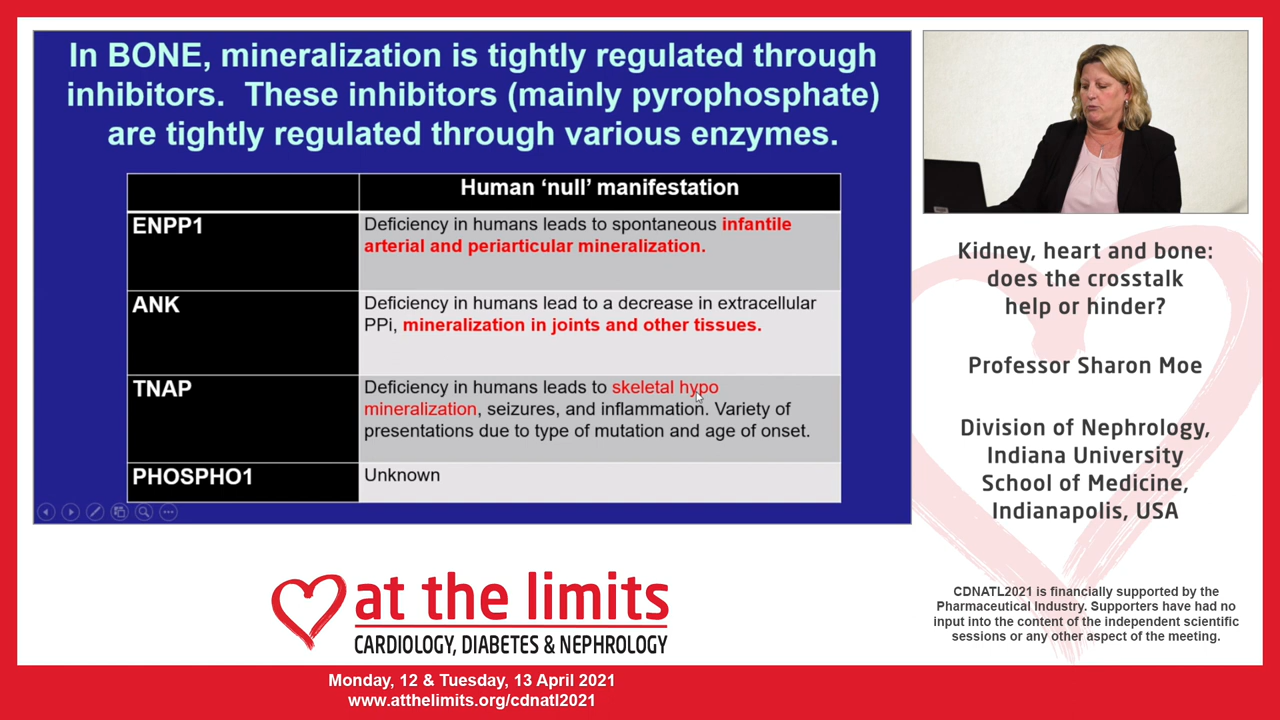 In BONE, mineralization is tightly regulated through
inhibitors. These inhibitors (mainly pyrophosphate)
are tightly regulated through various enzymes.
Human ‘null’ manifestation
ENPP1
Deficiency in humans leads to spontaneous infantile
arterial and periarticular mineralization.
ANK
Deficiency in humans lead to a decrease in extracellular
PPi, mineralization in joints and other tissues.
TNAP
Deficiency in humans leads to skeletal hypo
mineralization, seizures, and inflammation. Variety of
presentations due to type of mutation and age of onset.
PHOSPHO1
Unknown
Kidney, heart and bone:
does the crosstalk
help or hinder?
Professor Sharon Moe
Division of Nephrology,
Indiana University
School of Medicine,
Indianapolis, USA
CDNATL2021 is financially supported by the
Pharmaceutical Industry. Supporters have had no
input into the content of the independent scientific
sessions or any other aspect of the meeting.
at the limits
CARDIOLOGY, DIABETES & NEPHROLOGY
Monday, 12 & Tuesday, 13 April 2021
www.atthelimits.org/cdnatl2021